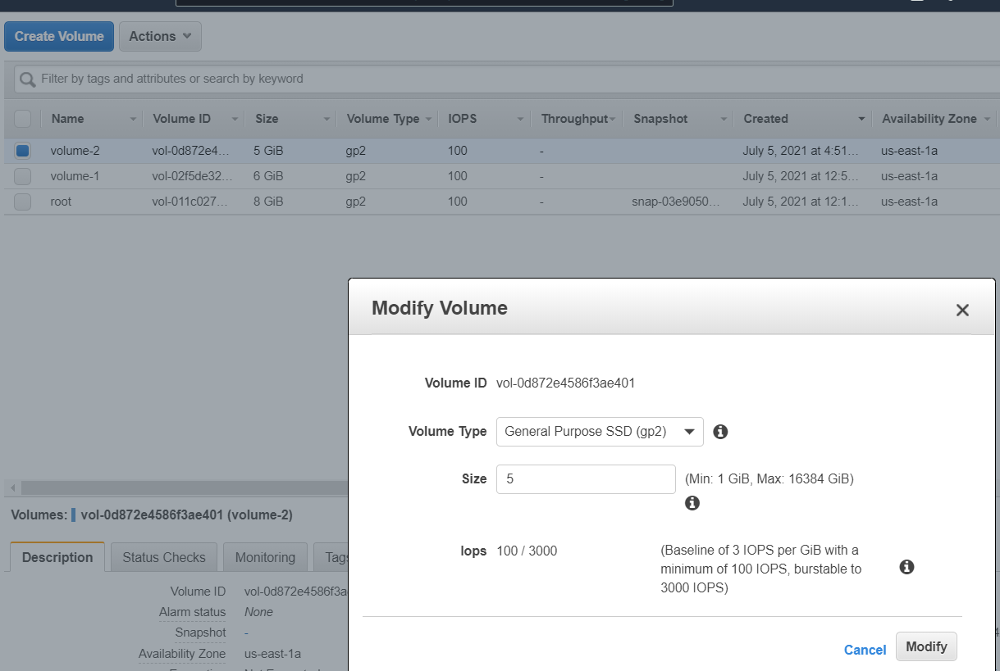 Create Volume Actions
Filter by tags and attributes or search by keyword
Name Volume ID Size Volume Type IOPS Throughput Snapshot Created Availability Zone
volume-2 vol-0d872e4... 5 GiB gp2 100 - July 5, 2021 at 4:51... us-east-1a
volume-1 vol-02f5de32... 6 GiB gp2 100 - July 5, 2021 at 12:5... us-east-1a
root vol-011c027... 8 GiB gp2 100 - snap-03e9050... July 5, 2021 at 12:1... us-east-1a
Modify Volume
Volume ID vol-0d872e4586f3ae401
Volume Type General Purpose SSD (gp2)
Size 5 (Min: 1 GiB, Max: 16384 GiB)
Iops 100 / 3000 (Baseline of 3 IOPS per GiB with a
minimum of 100 IOPS, burstable to
3000 IOPS)
Cancel Modify
Volumes: vol-0d872e4586f3ae401 (volume-2)
Description Status Checks Monitoring Tags
Volume ID vol-0d872e4586f3a
Alarm status None
Snapshot -
Availability Zone us-east-1a